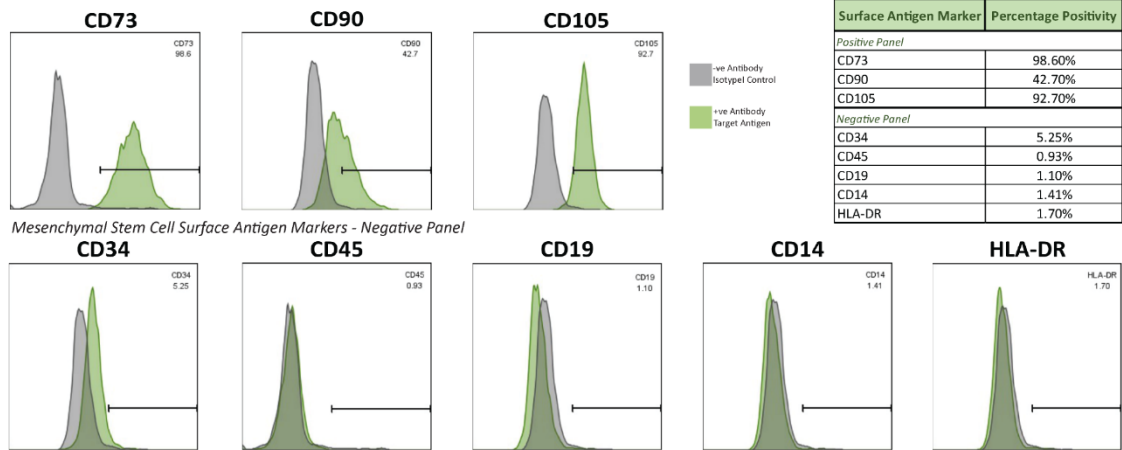 CD73
CD90
CD105
CD73
98.6
CD90
42.7
CD105
92.7
-ve Antibody
Isotypel Control
+ve Antibody
Target Antigen
Surface Antigen Marker Percentage Positivity
Positive Panel
CD73 98.60%
CD90 42.70%
CD105 92.70%
Negative Panel
CD34 5.25%
CD45 0.93%
CD19 1.10%
CD14 1.41%
HLA-DR 1.70%
Mesenchymal Stem Cell Surface Antigen Markers - Negative Panel
CD34
CD45
CD19
CD14
HLA-DR
CD34
5.25
CD45
0.93
CD19
1.10
CD14
1.41
HLA-DR
1.70